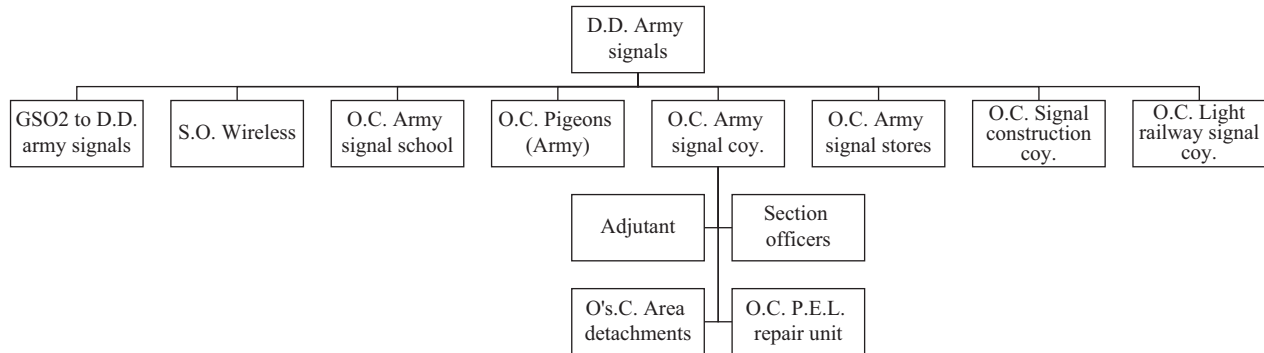 D.D. Army
signals
GSO2 to D.D.
army signals
S.O. Wireless
O.C. Army
signal school
O.C. Pigeons
(Army)
O.C. Army
signal coy.
O.C. Army
signal stores
O.C. Signal
construction
coy.
O.C. Light
railway signal
coy.
Adjutant
Section
officers
O's.C. Area
detachments
O.C. P.E.L.
repair unit